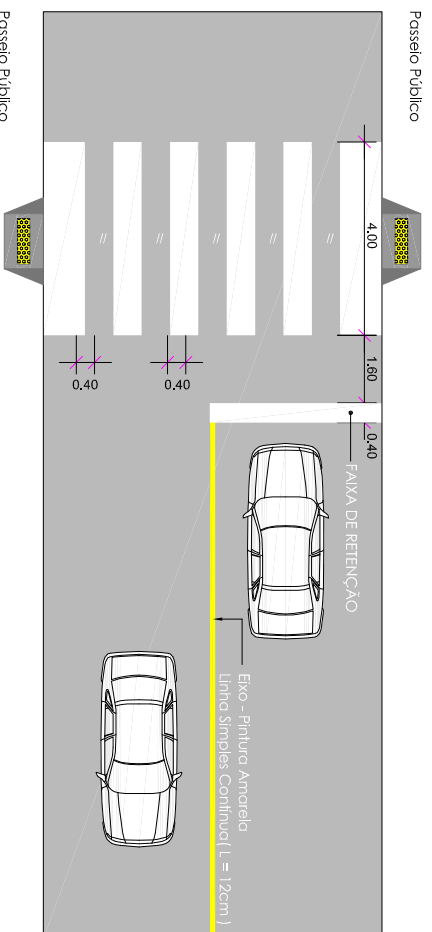 Passeio Público
4.00
1.60
0.40
FAIXA DE RETENÇÃO
Eixo - Pintura Amarela
Linha Simples Contínua( L = 12cm )
0.40
0.40
Passeio Público